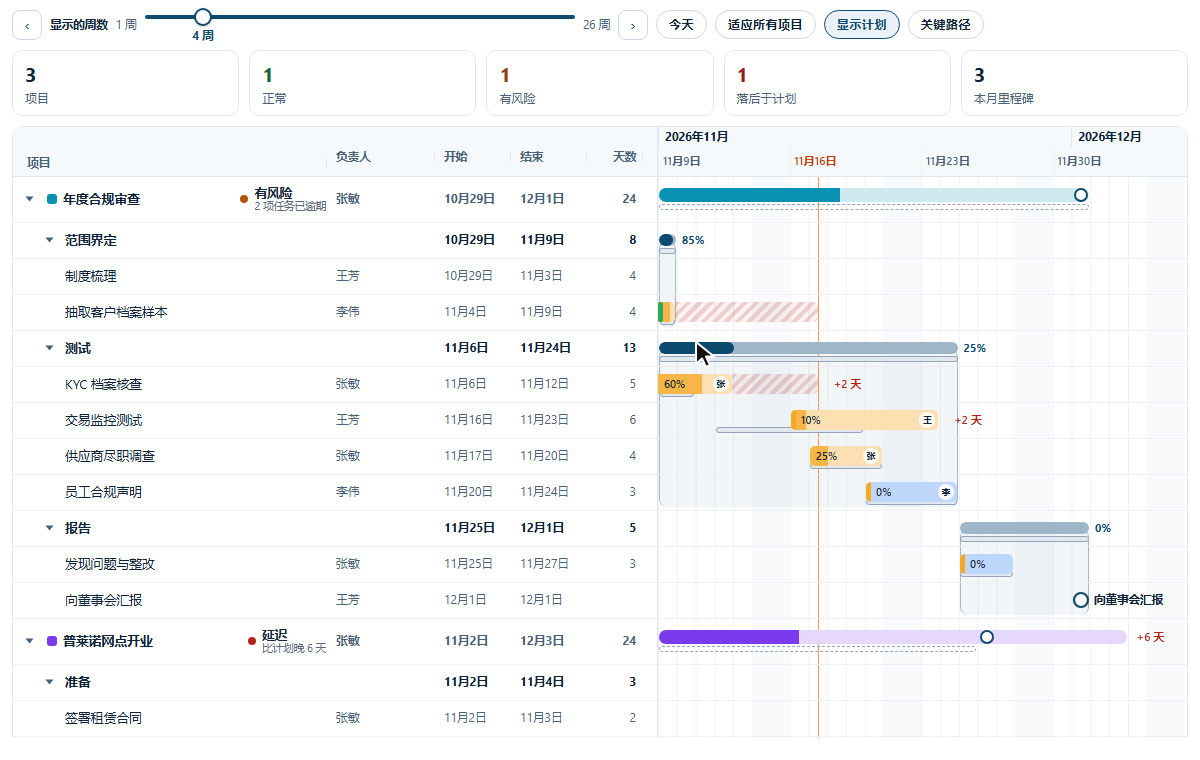 ‹ 显示的周数 1 周 4 周 26 周 › 今天 适应所有项目 显示计划 关键路径
3 1 1 1 3
项目 正常 有风险 落后于计划 本月里程碑
2026年11月 2026年12月
项目 负责人 开始 结束 天数 11月9日 11月16日 11月23日 11月30日
年度合规审查 有风险 张敏 10月29日 12月1日 24
2 项任务已逾期
范围界定 10月29日 11月9日 8 85%
制度梳理 王芳 10月29日 11月3日 4
抽取客户档案样本 李伟 11月4日 11月9日 4
测试 11月6日 11月24日 13 25%
KYC 档案核查 张敏 11月6日 11月12日 5 60% 张 +2 天
交易监控测试 王芳 11月16日 11月23日 6 10% 王 +2 天
供应商尽职调查 张敏 11月17日 11月20日 4 25% 张
员工合规声明 李伟 11月20日 11月24日 3 0% 李
报告 11月25日 12月1日 5 0%
发现问题与整改 张敏 11月25日 11月27日 3 0%
向董事会汇报 王芳 12月1日 12月1日 向董事会汇报
普莱诺网点开业 延迟 张敏 11月2日 12月3日 24 +6 天
比计划晚 6 天
准备 11月2日 11月4日 3
签署租赁合同 张敏 11月2日 11月3日 2